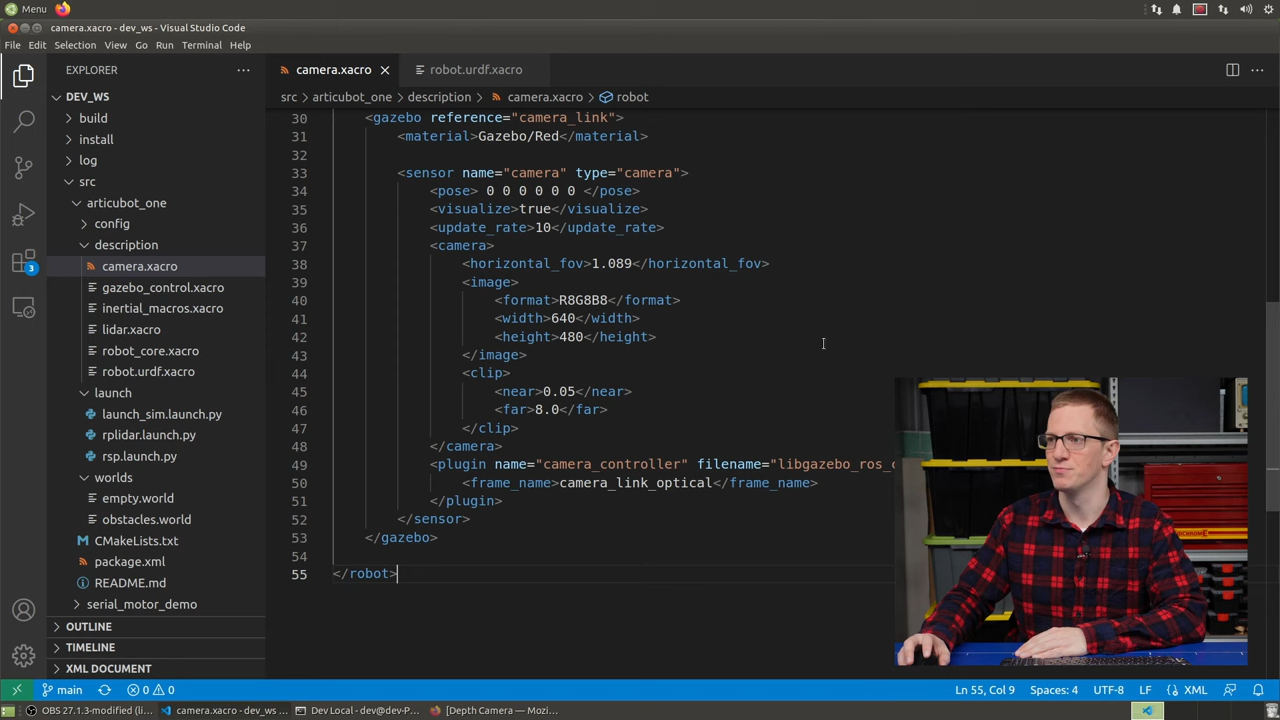 Menu
camera.xacro - dev_ws - Visual Studio Code
File Edit Selection View Go Run Terminal Help
EXPLORER
camera.xacro
robot.urdf.xacro
src > articubot_one > description > camera.xacro > robot
DEV_WS
build
install
log
src
articubot_one
config
description
camera.xacro
gazebo_control.xacro
inertial_macros.xacro
lidar.xacro
robot_core.xacro
robot.urdf.xacro
launch
launch_sim.launch.py
rplidar.launch.py
rsp.launch.py
worlds
empty.world
obstacles.world
CMakeLists.txt
package.xml
README.md
serial_motor_demo
OUTLINE
TIMELINE
XML DOCUMENT
3
30 <gazebo reference="camera_link">
31 <material>Gazebo/Red</material>
32
33 <sensor name="camera" type="camera">
34 <pose> 0 0 0 0 0 0 </pose>
35 <visualize>true</visualize>
36 <update_rate>10</update_rate>
37 <camera>
38 <horizontal_fov>1.089</horizontal_fov>
39 <image>
40 <format>R8G8B8</format>
41 <width>640</width>
42 <height>480</height>
43 </image>
44 <clip>
45 <near>0.05</near>
46 <far>8.0</far>
47 </clip>
48 </camera>
49 <plugin name="camera_controller" filename="libgazebo_ros_c
50 <frame_name>camera_link_optical</frame_name>
51 </plugin>
52 </sensor>
53 </gazebo>
54
55 </robot>
main 0 0 Ln 55, Col 9 Spaces: 4 UTF-8 LF XML
OBS 27.1.3-modified (li... camera.xacro - dev_ws ... Dev Local - dev@dev-P... [Depth Camera — Mozi...